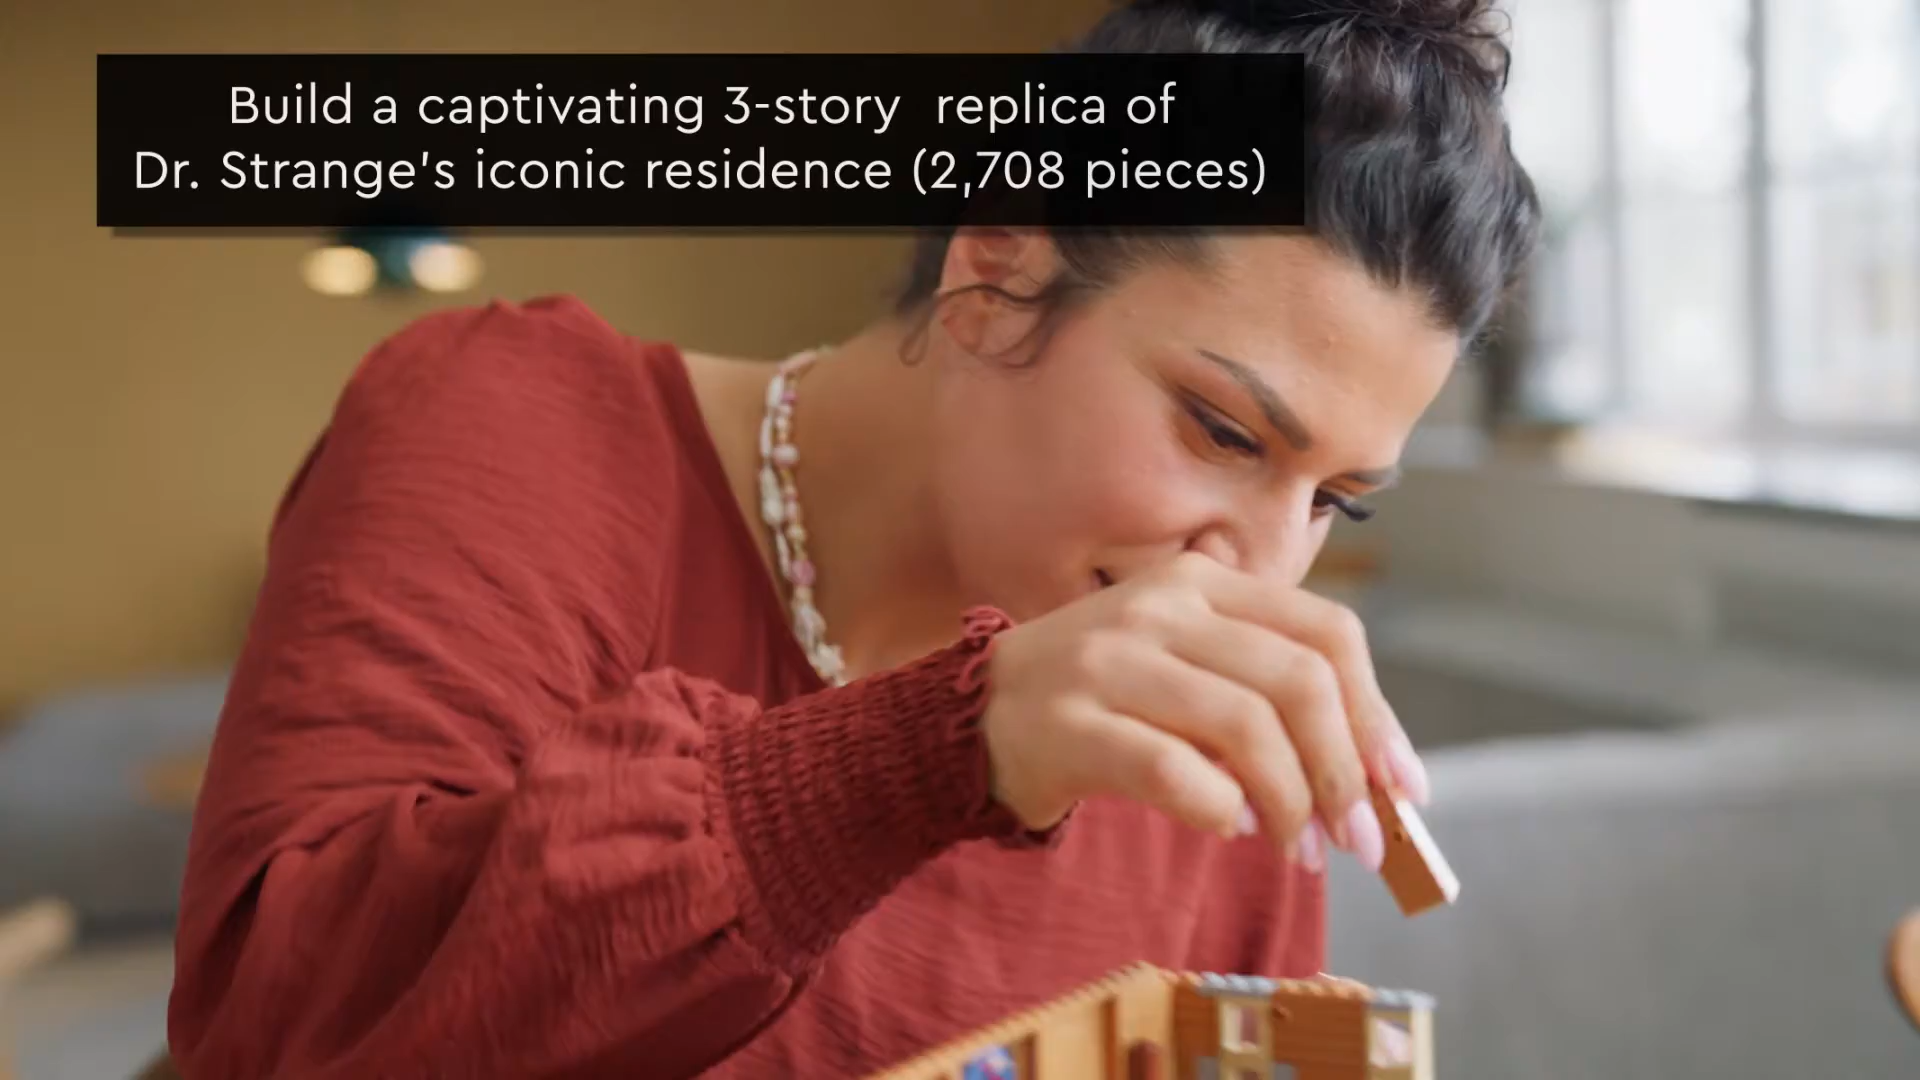 Build a captivating 3-story  replica of
Dr. Strange's iconic residence (2,708 pieces)